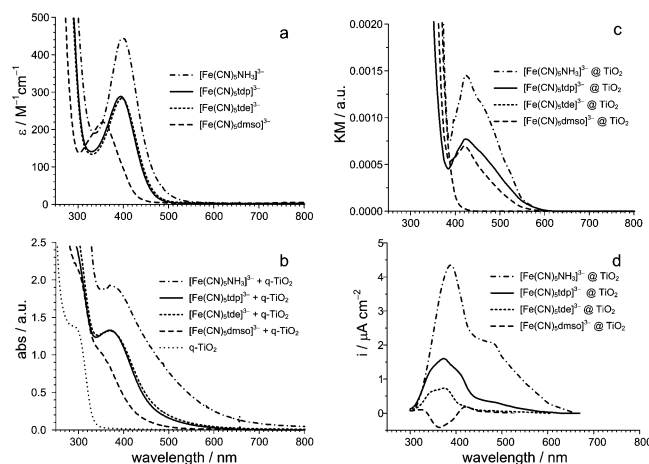 a
ε / M⁻¹cm⁻¹
500
400
300
200
100
0
[Fe(CN)₅NH₃]³⁻
[Fe(CN)₅tdp]³⁻
[Fe(CN)₅tde]³⁻
[Fe(CN)₅dmso]³⁻
300 400 500 600 700 800
c
KM / a.u.
0.0020
0.0015
0.0010
0.0005
0.0000
[Fe(CN)₅NH₃]³⁻ @ TiO₂
[Fe(CN)₅tdp]³⁻ @ TiO₂
[Fe(CN)₅tde]³⁻ @ TiO₂
[Fe(CN)₅dmso]³⁻ @ TiO₂
300 400 500 600 700 800
b
abs / a.u.
2.5
2.0
1.5
1.0
0.5
0.0
[Fe(CN)₅NH₃]³⁻ + q-TiO₂
[Fe(CN)₅tdp]³⁻ + q-TiO₂
[Fe(CN)₅tde]³⁻ + q-TiO₂
[Fe(CN)₅dmso]³⁻ + q-TiO₂
q-TiO₂
300 400 500 600 700 800
wavelength / nm
d
i / μA cm⁻²
5
4
3
2
1
0
[Fe(CN)₅NH₃]³⁻ @ TiO₂
[Fe(CN)₅tdp]³⁻ @ TiO₂
[Fe(CN)₅tde]³⁻ @ TiO₂
[Fe(CN)₅dmso]³⁻ @ TiO₂
300 400 500 600 700 800
wavelength / nm